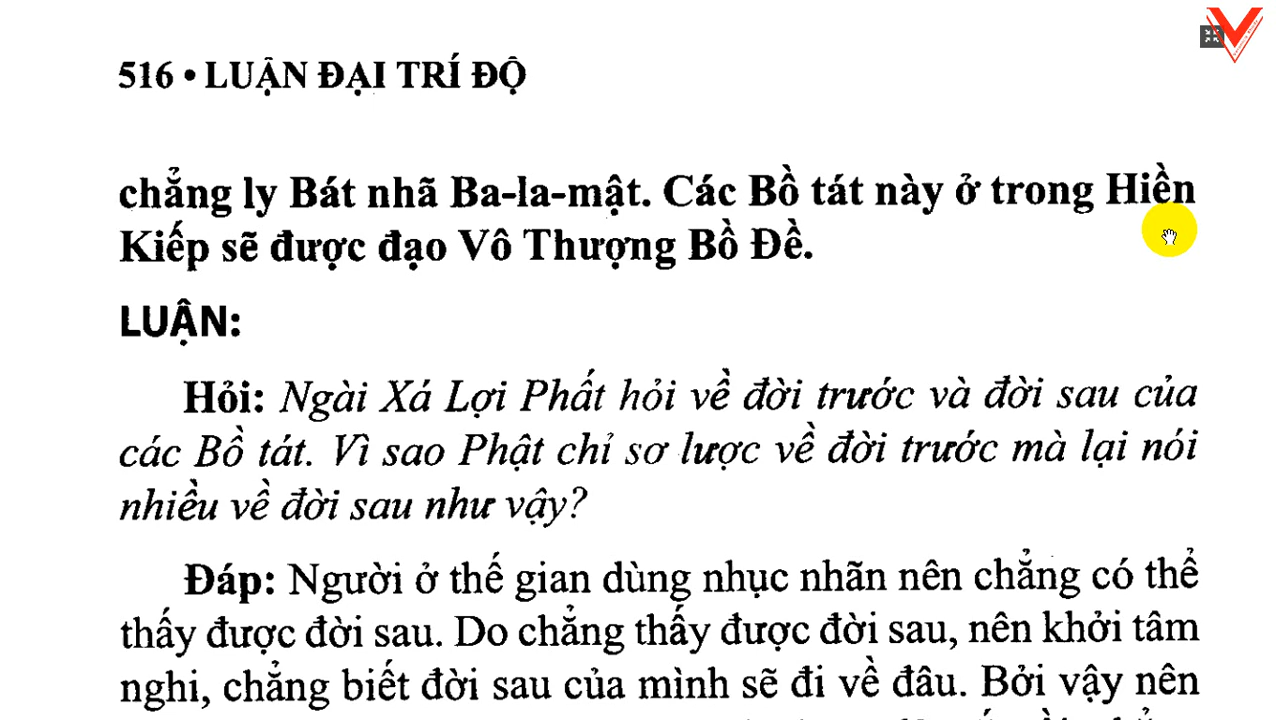 516 • LUẬN ĐẠI TRÍ ĐỘ
chẳng ly Bát nhã Ba-la-mật. Các Bồ tát này ở trong Hiền
Kiếp sẽ được đạo Vô Thượng Bồ Đề.
LUẬN:
Hỏi: Ngài Xá Lợi Phất hỏi về đời trước và đời sau của
các Bồ tát. Vì sao Phật chỉ sơ lược về đời trước mà lại nói
nhiều về đời sau như vậy?
Đáp: Người ở thế gian dùng nhục nhãn nên chẳng có thể
thấy được đời sau. Do chẳng thấy được đời sau, nên khởi tâm
nghi, chẳng biết đời sau của mình sẽ đi về đâu. Bởi vậy nên